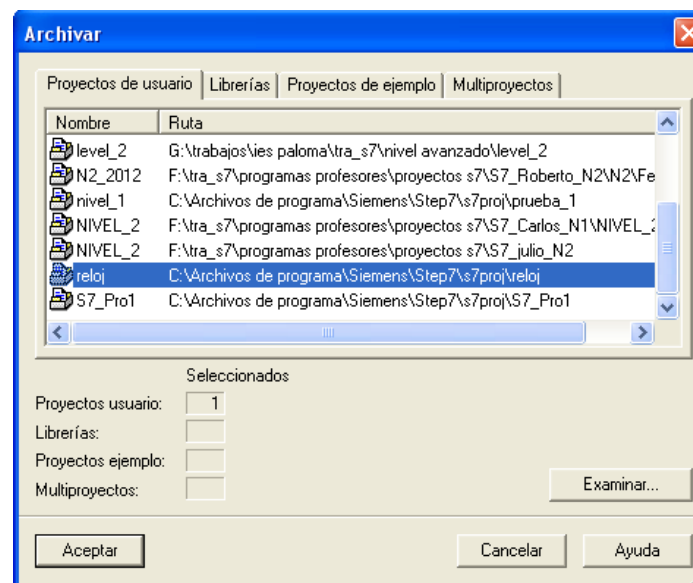 Archivar
Proyectos de usuario Librerías Proyectos de ejemplo Multiproyectos
Nombre Ruta
level_2 G:\trabajos\ies paloma\tra_s7\nivel avanzado\level_2
N2_2012 F:\tra_s7\programas profesores\proyectos s7\S7_Roberto_N2\N2\Fe
nivel_1 C:\Archivos de programa\Siemens\Step7\s7proj\prueba_1
NIVEL_2 F:\tra_s7\programas profesores\proyectos s7\S7_Carlos_N1\NIVEL_2
NIVEL_2 F:\tra_s7\programas profesores\proyectos s7\S7_julio_N2
reloj C:\Archivos de programa\Siemens\Step7\s7proj\reloj
S7_Pro1 C:\Archivos de programa\Siemens\Step7\s7proj\S7_Pro1
Seleccionados
Proyectos usuario: 1
Librerías:
Proyectos ejemplo:
Multiproyectos:
Examinar...
Aceptar Cancelar Ayuda